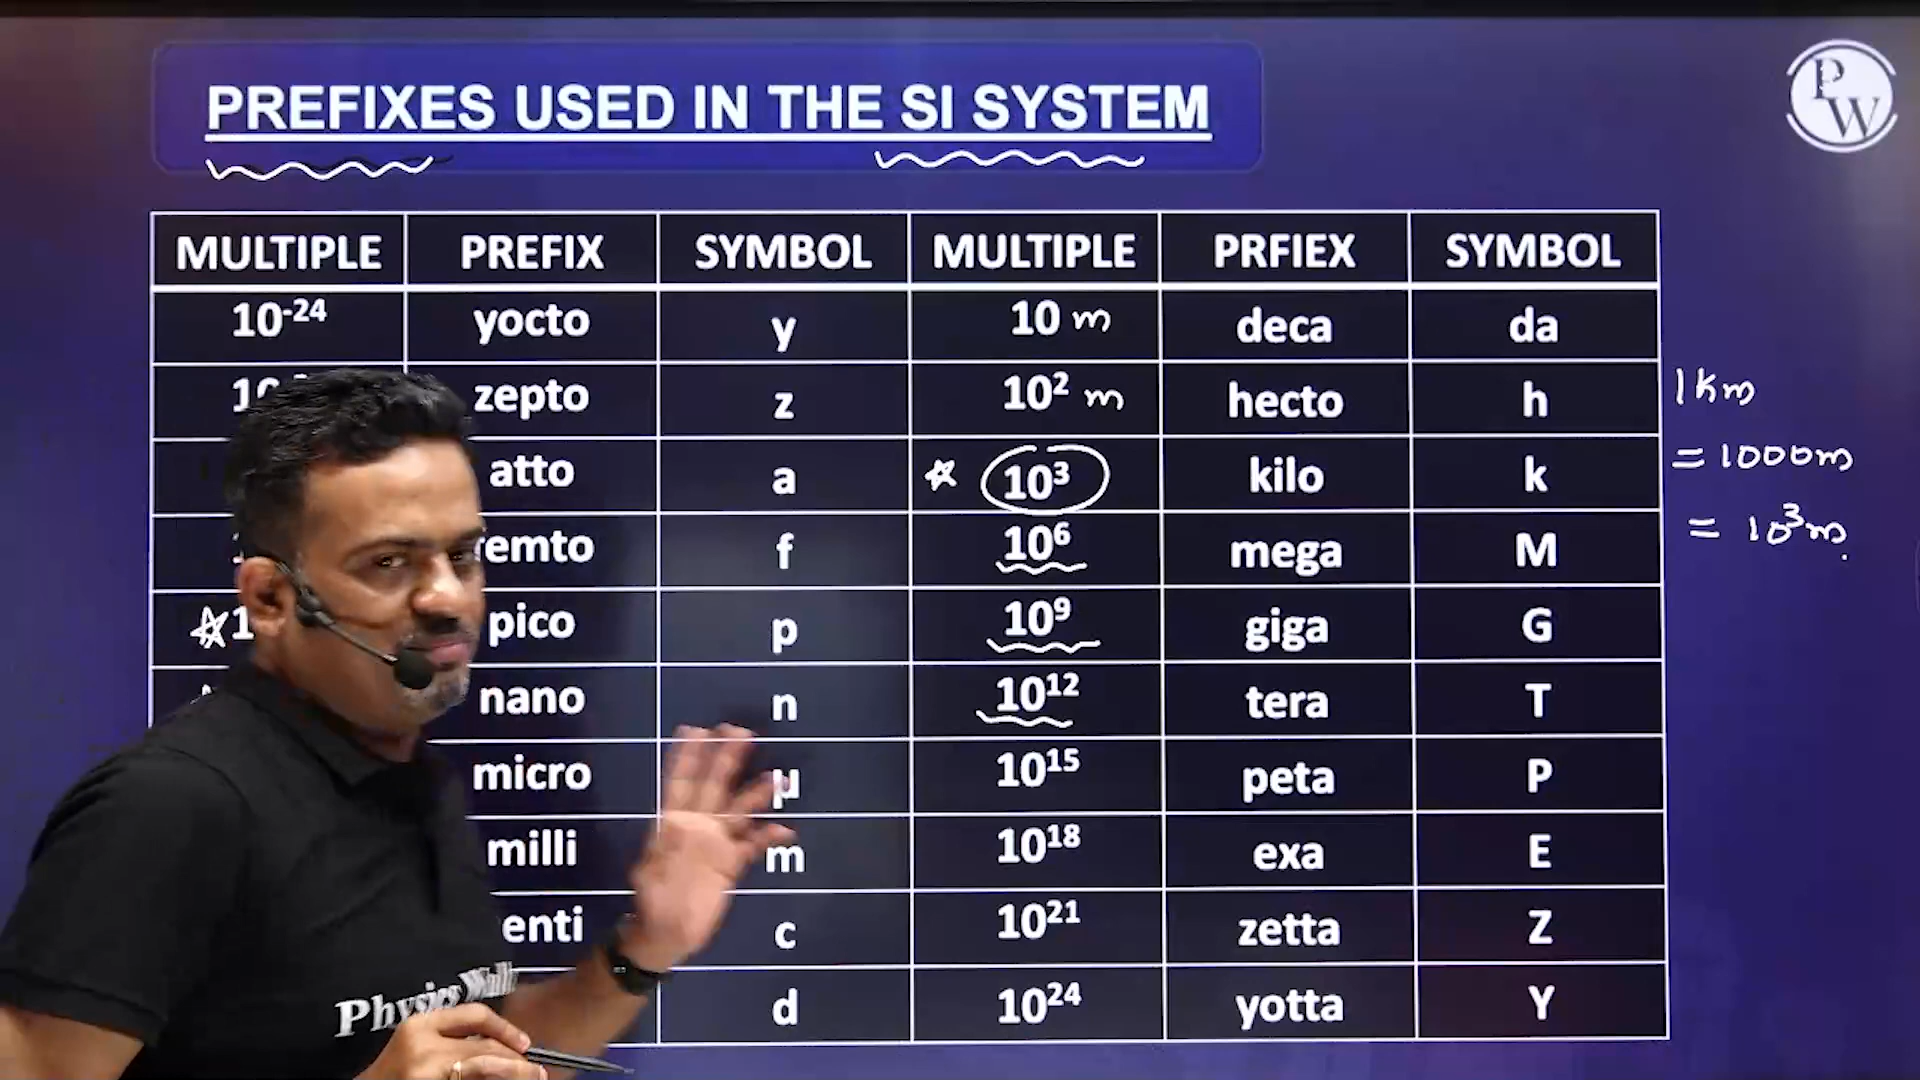 PREFIXES USED IN THE SI SYSTEM
PW
MULTIPLE PREFIX SYMBOL MULTIPLE PRFIEX SYMBOL
10⁻²⁴ yocto y 10 m deca da
zepto z 10² m hecto h
1km
atto a 10³ kilo k
= 1000m
f 10⁶ mega M
= 10³m.
pico p 10⁹ giga G
nano n 10¹² tera T
micro µ 10¹⁵ peta P
milli m 10¹⁸ exa E
c 10²¹ zetta Z
d 10²⁴ yotta Y
Physics